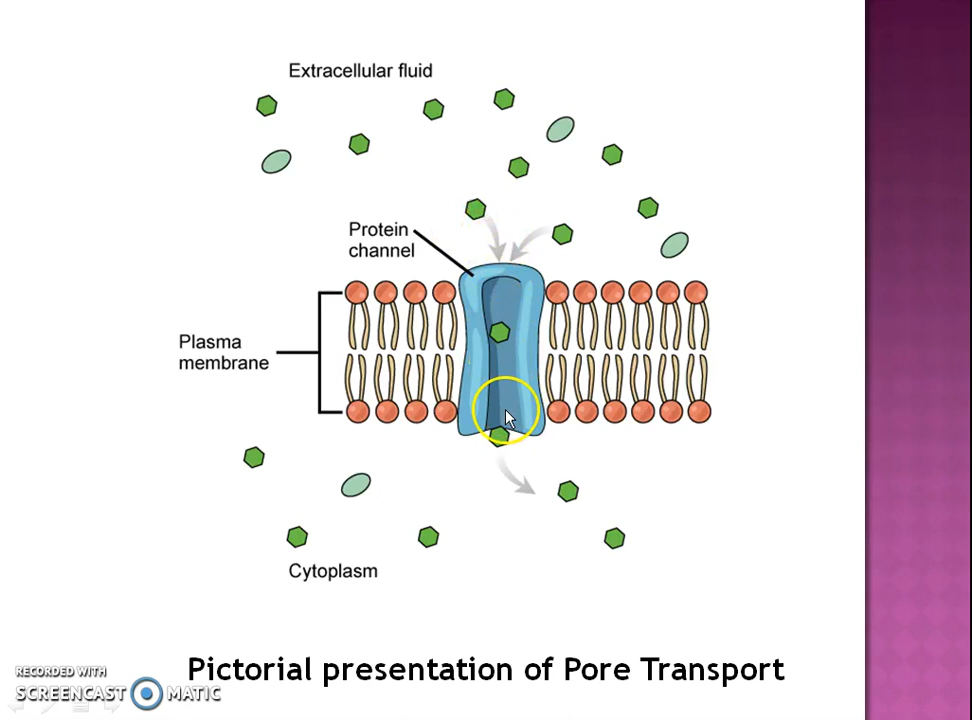 Extracellular fluid
Protein
channel
Plasma
membrane
Cytoplasm
Pictorial presentation of Pore Transport
RECORDED WITH
SCREENCAST MATIC